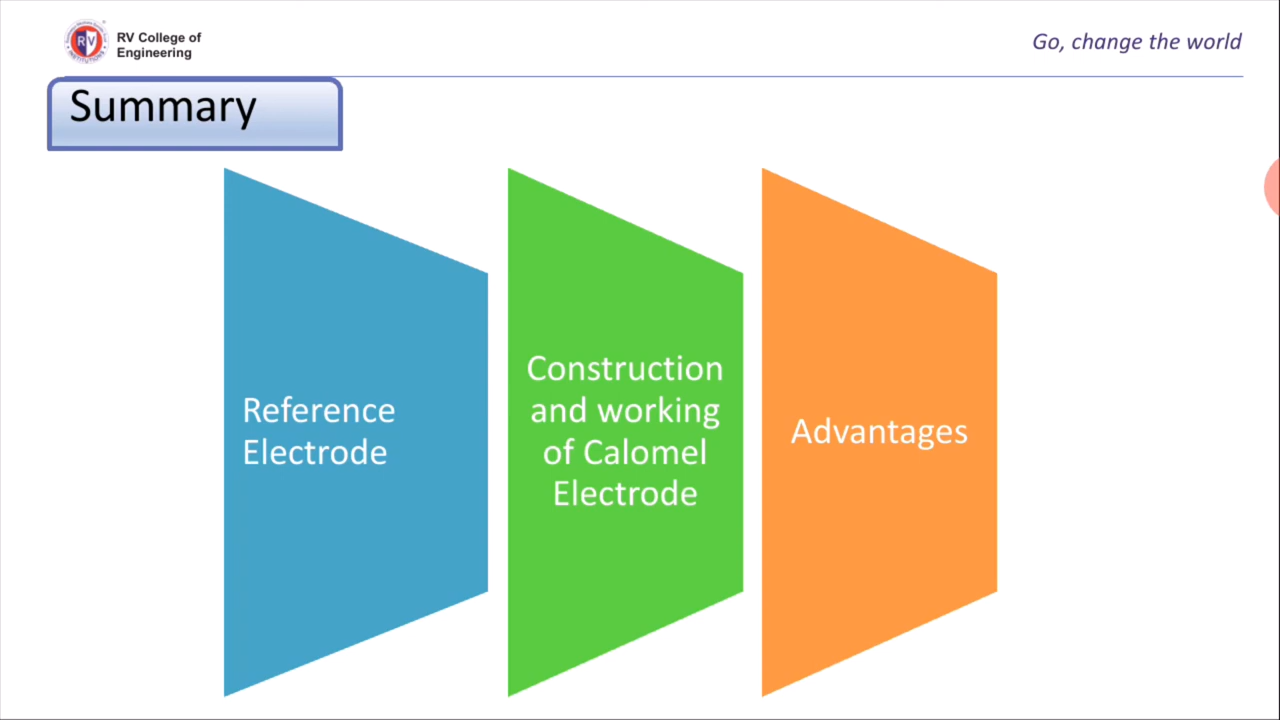 RV College of
Engineering
Go, change the world
Summary
Reference
Electrode
Construction
and working
of Calomel
Electrode
Advantages